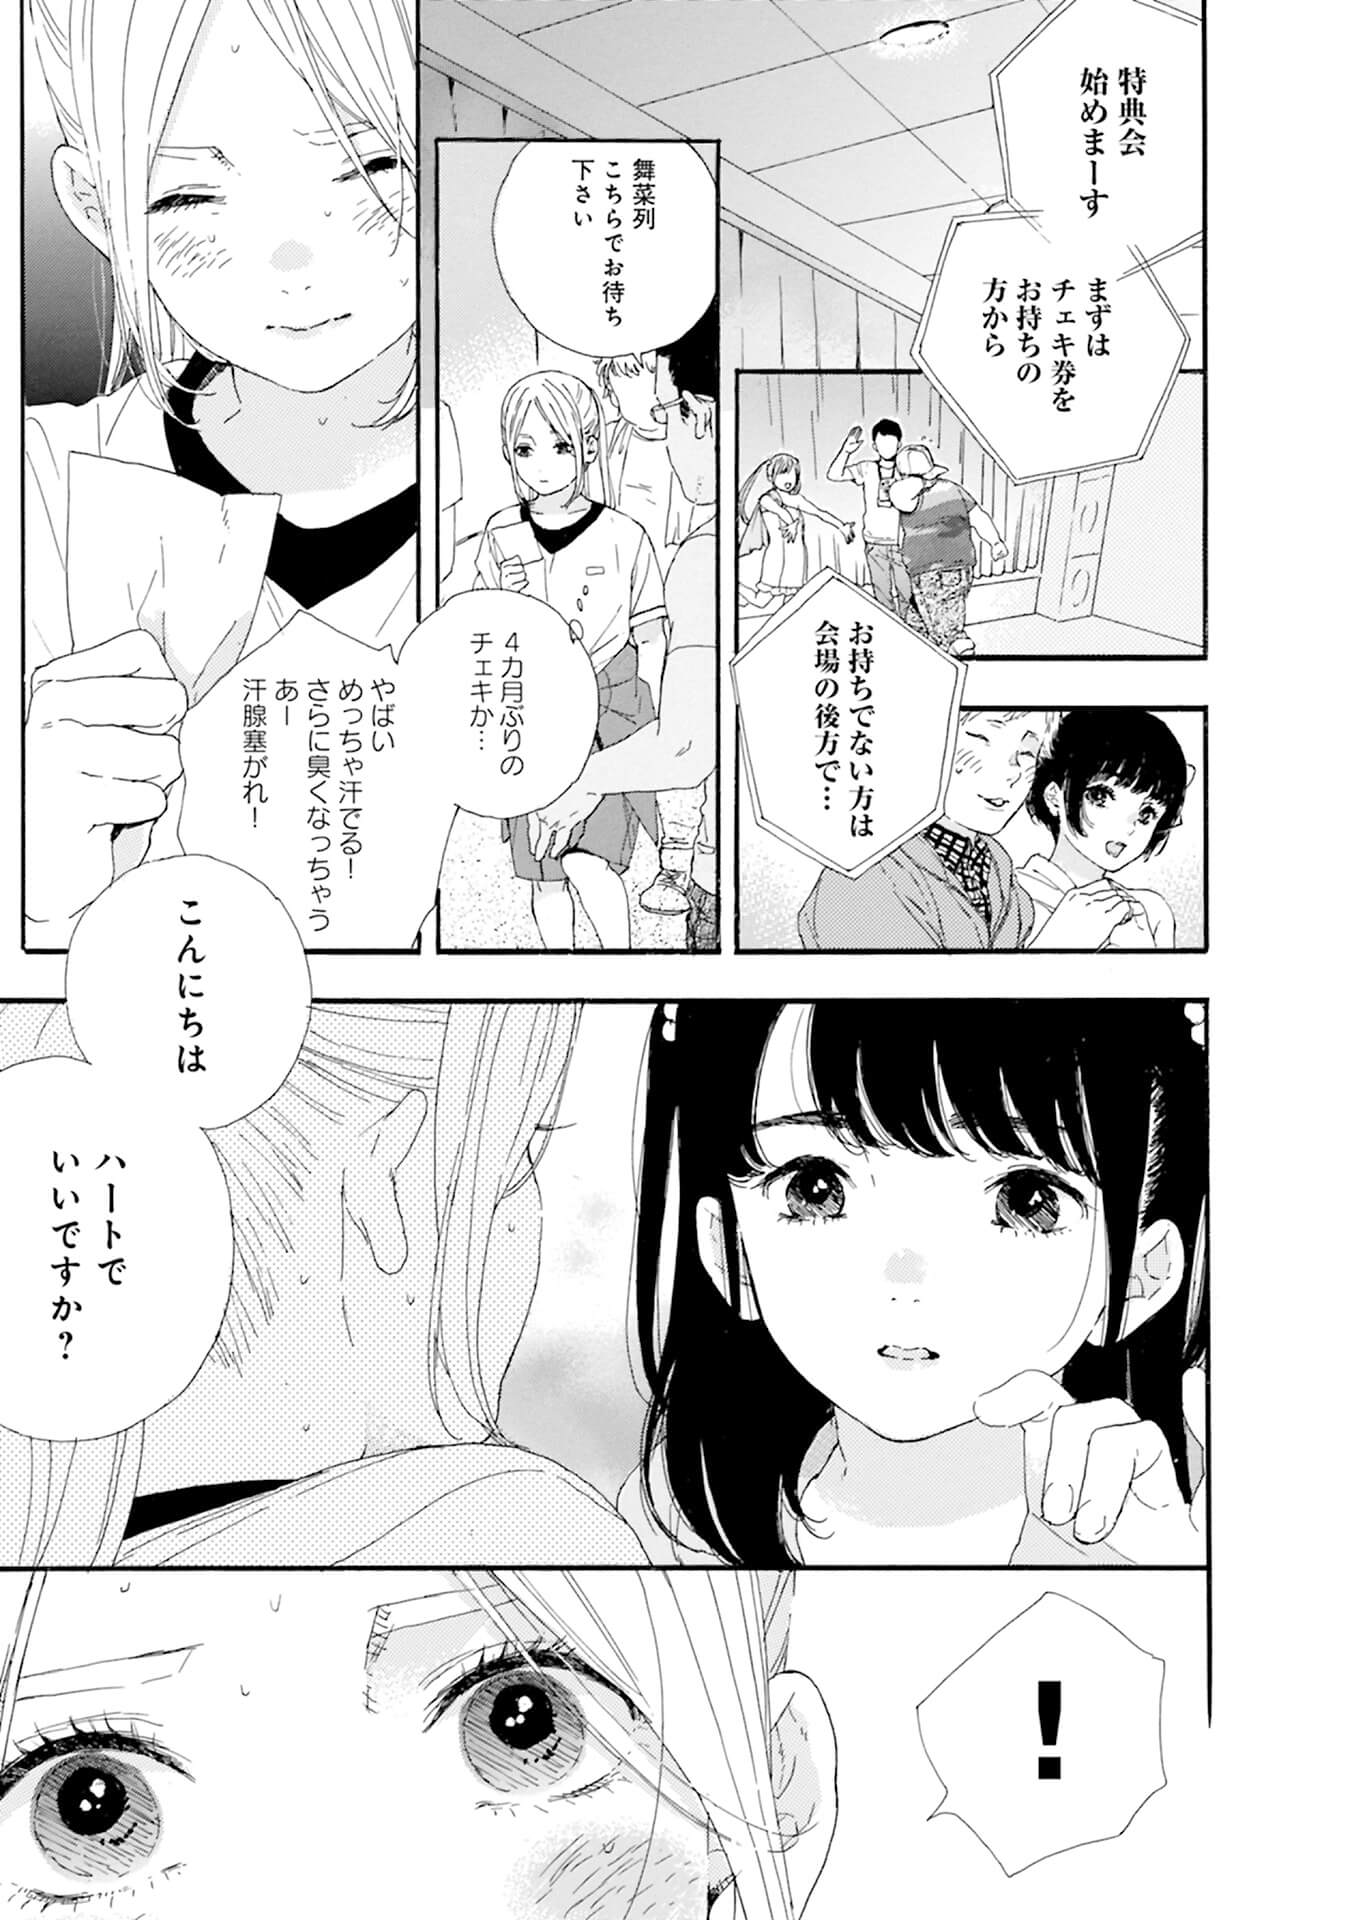 特典会
始めまーす
まずは
チェキ券を
お持ちの
方から
お持ちでない方は
会場の後方で…
舞菜列
こちらでお待ち
下さい
4カ月ぶりの
チェキか…
やばい
めっちゃ汗でる!
さらに臭くなっちゃう
あー
汗腺塞がれ!
こんにちは
ハートで
いいですか?
!